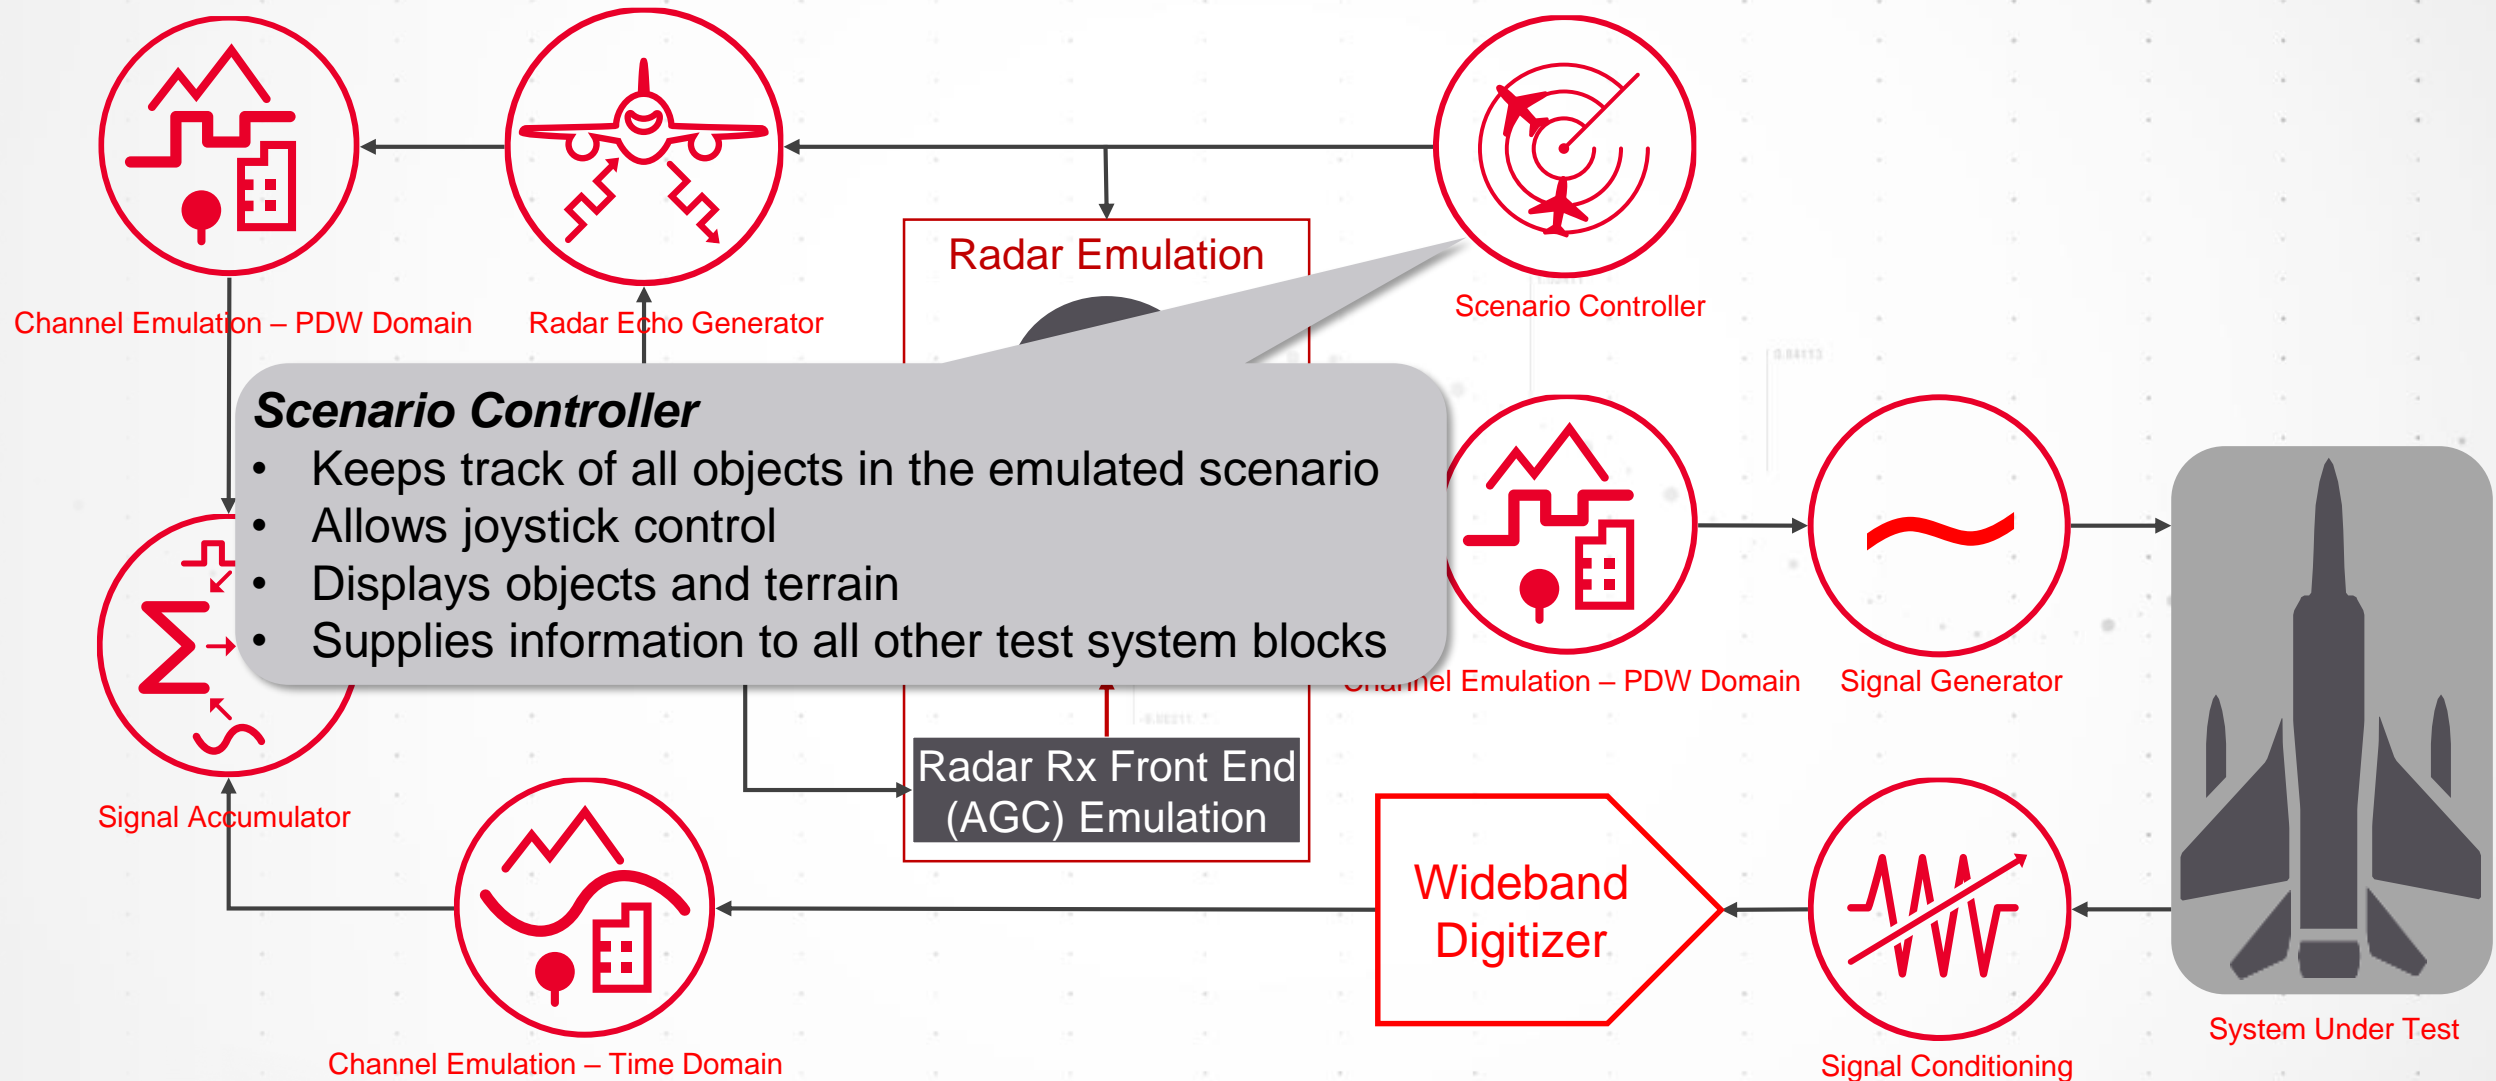 Radar Emulation
Scenario Controller
Channel Emulation – PDW Domain
Radar Echo Generator
Scenario Controller
• Keeps track of all objects in the emulated scenario
• Allows joystick control
• Displays objects and terrain
• Supplies information to all other test system blocks
Channel Emulation – PDW Domain
Signal Generator
Radar Rx Front End
(AGC) Emulation
Signal Accumulator
Wideband
Digitizer
System Under Test
Channel Emulation – Time Domain
Signal Conditioning
0.84113